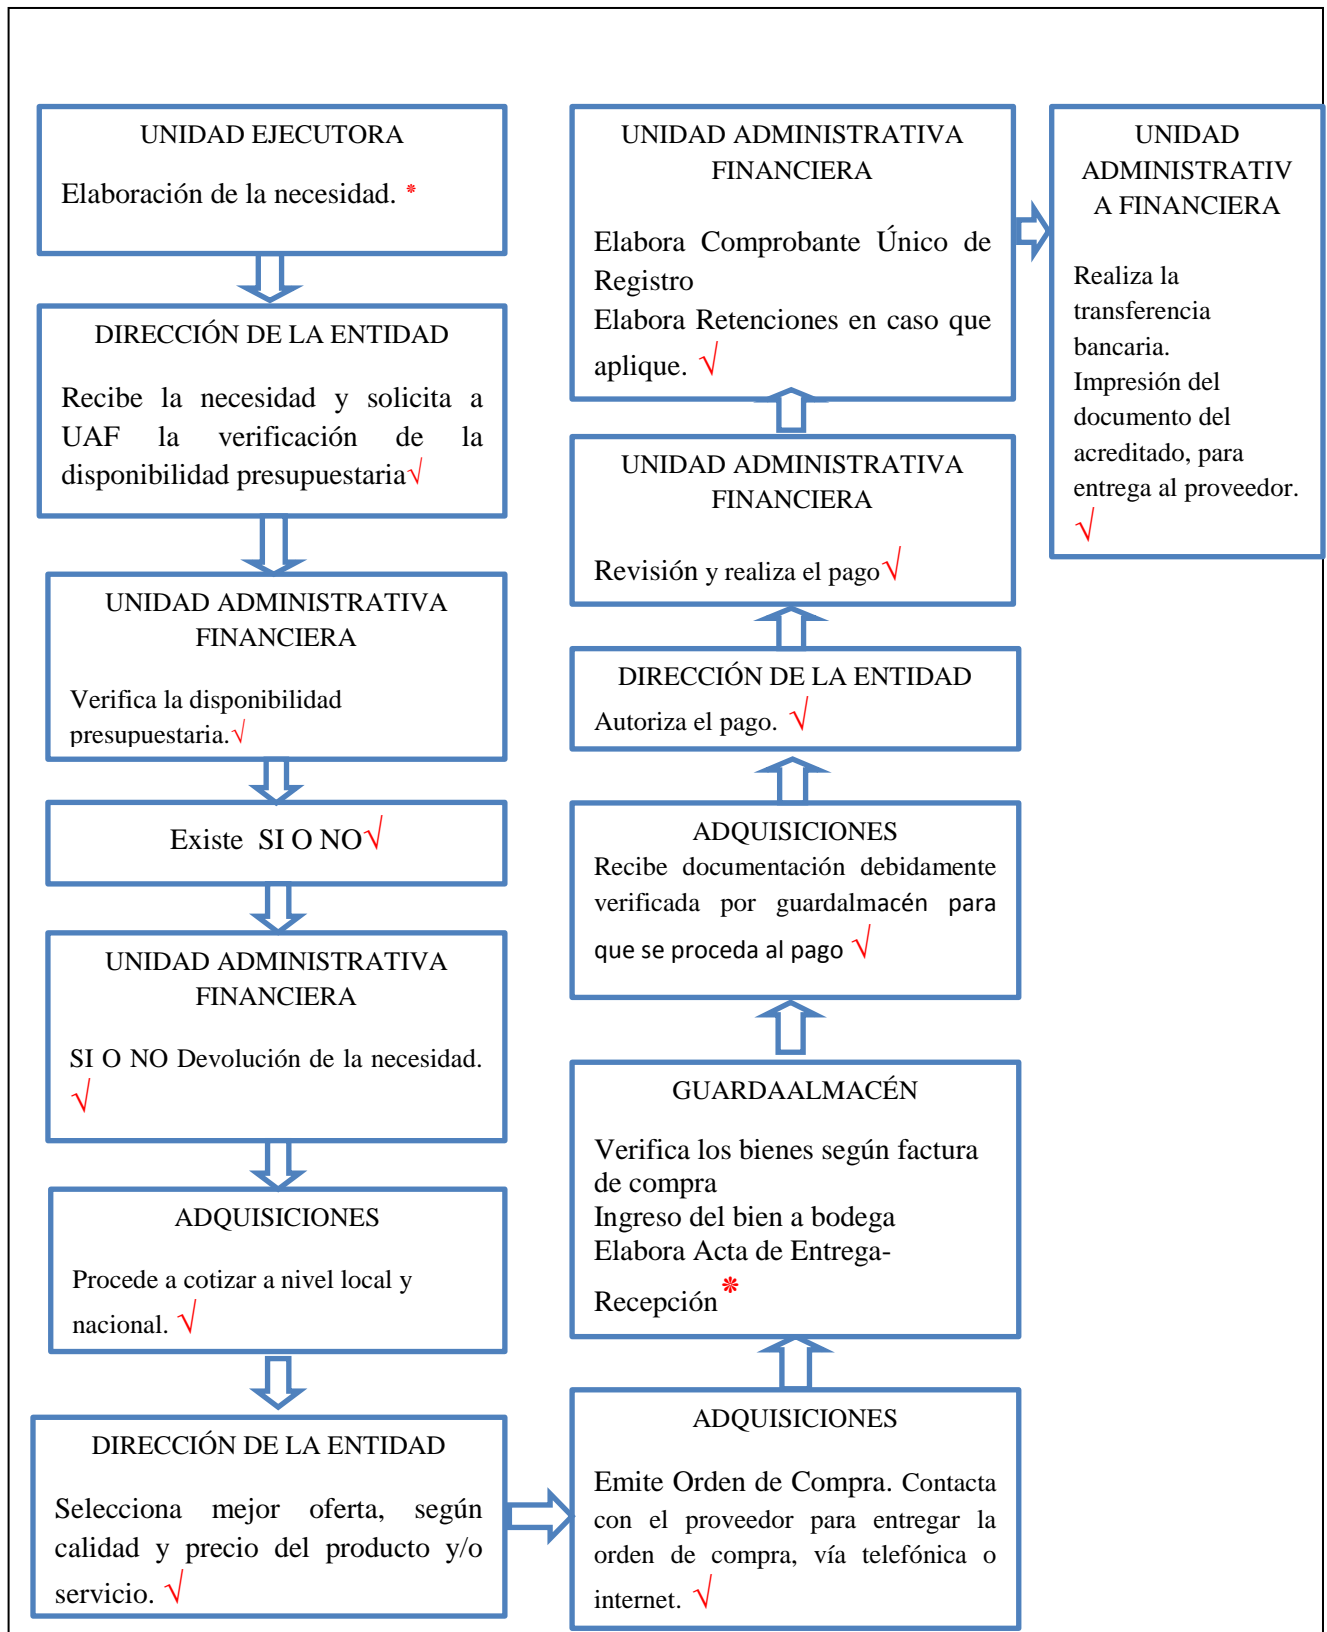 UNIDAD EJECUTORA
Elaboración de la necesidad. *
DIRECCIÓN DE LA ENTIDAD
Recibe la necesidad y solicita a
UAF la verificación de la
disponibilidad presupuestaria√
UNIDAD ADMINISTRATIVA
FINANCIERA
Verifica la disponibilidad
presupuestaria.√
Existe SI O NO√
UNIDAD ADMINISTRATIVA
FINANCIERA
SI O NO Devolución de la necesidad.
√
ADQUISICIONES
Procede a cotizar a nivel local y
nacional. √
DIRECCIÓN DE LA ENTIDAD
Selecciona mejor oferta, según
calidad y precio del producto y/o
servicio. √
ADQUISICIONES
Emite Orden de Compra. Contacta
con el proveedor para entregar la
orden de compra, vía telefónica o
internet. √
GUARDAALMACÉN
Verifica los bienes según factura
de compra
Ingreso del bien a bodega
Elabora Acta de Entrega-
Recepción *
ADQUISICIONES
Recibe documentación debidamente
verificada por guardalmacén para
que se proceda al pago √
DIRECCIÓN DE LA ENTIDAD
Autoriza el pago. √
UNIDAD ADMINISTRATIVA
FINANCIERA
Revisión y realiza el pago√
UNIDAD ADMINISTRATIVA
FINANCIERA
Elabora Comprobante Único de
Registro
Elabora Retenciones en caso que
aplique. √
UNIDAD
ADMINISTRATIV
A FINANCIERA
Realiza la
transferencia
bancaria.
Impresión del
documento del
acreditado, para
entrega al proveedor.
√